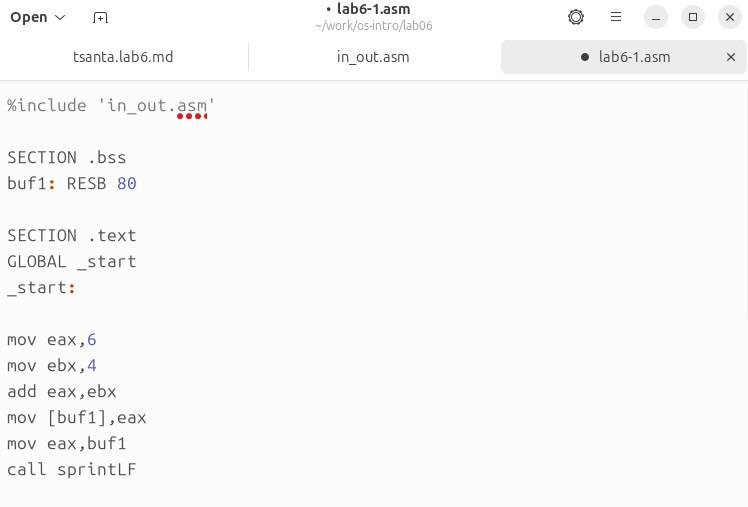 Open
• lab6-1.asm
~/work/os-intro/lab06
tsanta.lab6.md
in_out.asm
● lab6-1.asm
%include 'in_out.asm'
SECTION .bss
buf1: RESB 80
SECTION .text
GLOBAL _start
_start:
mov eax,6
mov ebx,4
add eax,ebx
mov [buf1],eax
mov eax,buf1
call sprintLF